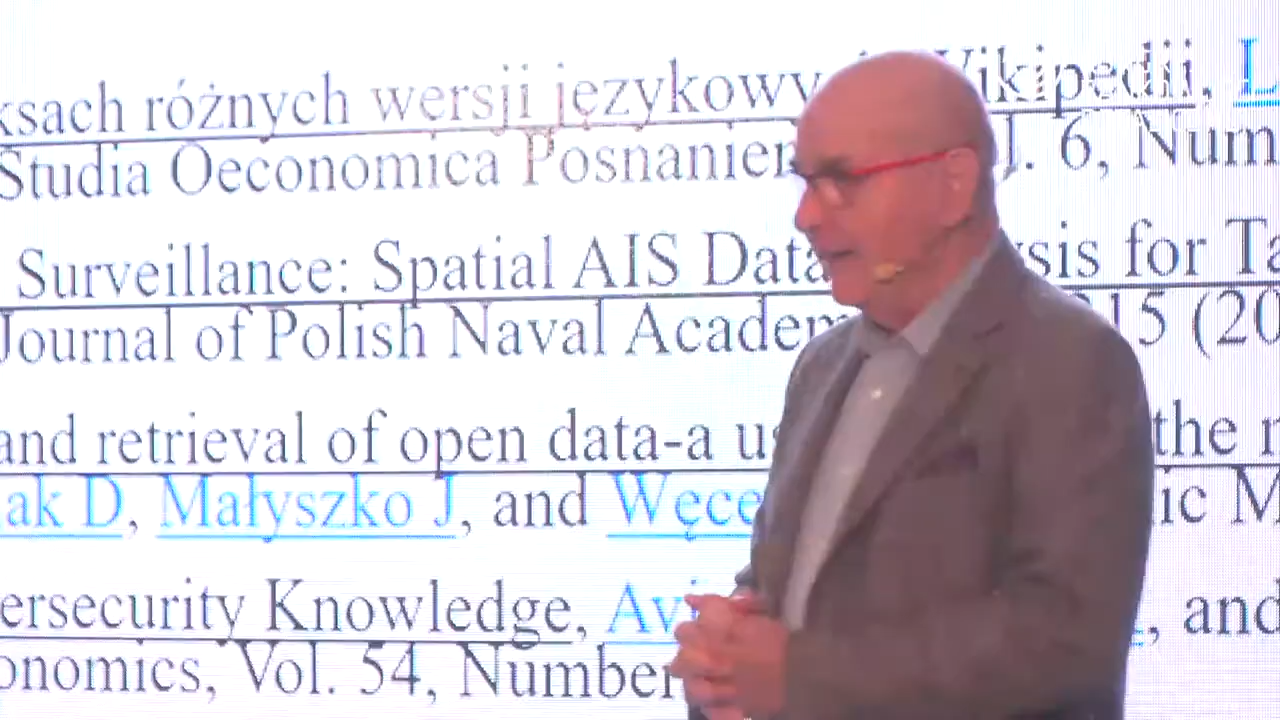 ksach różnych wersji językowy ikipedii, L
Studia Oeconomica Posnanien J. 6, Num
Surveillance: Spatial AIS Data sis for Ta
Journal of Polish Naval Academ 15 (20
and retrieval of open data-a us the r
ak D, Małyszko J, and Węce ic M
ersecurity Knowledge, Avi , and
onomics, Vol. 54, Number